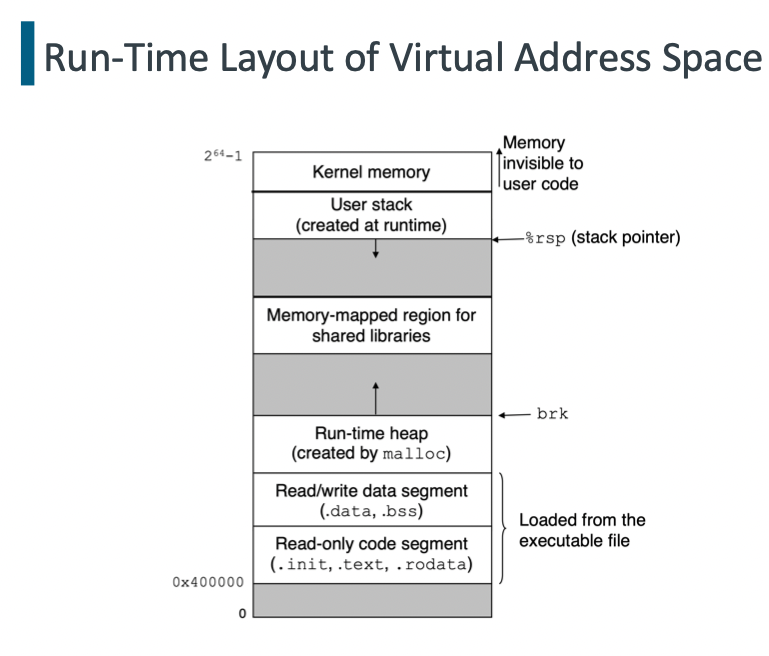 Run-Time Layout of Virtual Address Space
2⁶⁴-1
Memory
invisible to
user code
Kernel memory
User stack
(created at runtime)
%rsp (stack pointer)
Memory-mapped region for
shared libraries
brk
Run-time heap
(created by malloc)
Read/write data segment
(.data, .bss)
Loaded from the
executable file
Read-only code segment
(.init, .text, .rodata)
0x400000
0